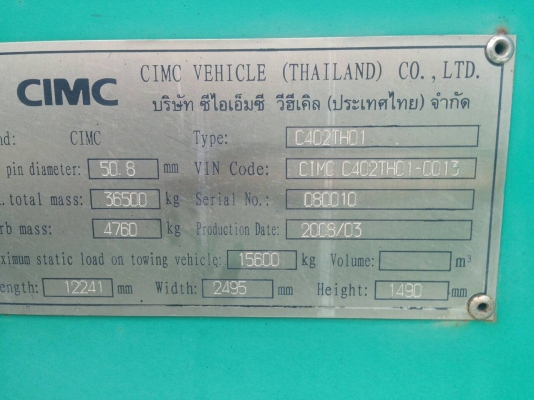 CIMC VEHICLE (THAILAND) CO.,LTD.
CIMC
บริษัท ซีไอเอ็มซี วีฮีเคิล (ประเทศไทย) จำกัด
nd: CIMC Type: C402TH01
pin diameter: 50.8 mm VIN Code: CIMC C402TH01-0013
.total mass: 36500 kg Serial No.: 080010
rb mass: 4760 kg Production Date: 2008/03
ximum static load on towing vehicle: 15600 kg Volume: m³
ength: 12241 mm Width: 2495 mm Height: 1490 mm